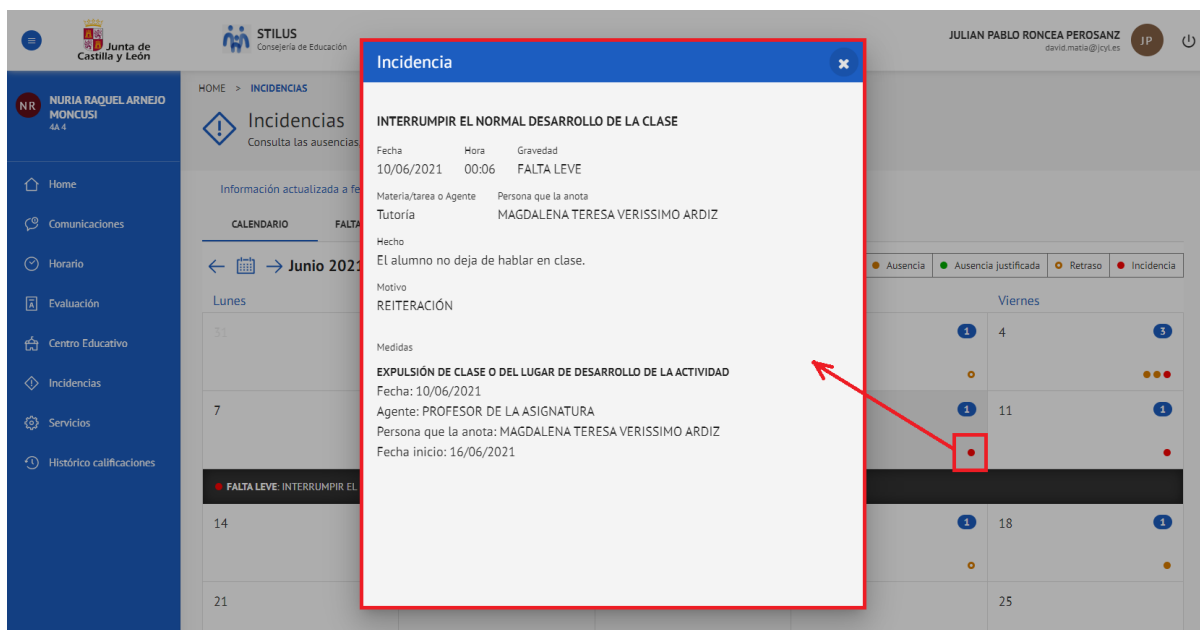 Junta de
Castilla y León
STILUS
Consejería de Educación
JULIAN PABLO RONCEA PEROSANZ
david.matia@jcyl.es
JP
NR
NURIA RAQUEL ARNEJO
MONCUSI
4A 4
Home
Comunicaciones
Horario
Evaluación
Centro Educativo
Incidencias
Servicios
Histórico calificaciones
HOME > INCIDENCIAS
Incidencias
Consulta las ausencias,
Información actualizada a fe
CALENDARIO FALTA
Junio 2021
Ausencia Ausencia justificada Retraso Incidencia
Lunes Viernes
31 1 4 3
7 1 11 1
FALTA LEVE: INTERRUMPIR EL
14 1 18 1
21 25
Incidencia
INTERRUMPIR EL NORMAL DESARROLLO DE LA CLASE
Fecha Hora Gravedad
10/06/2021 00:06 FALTA LEVE
Materia/tarea o Agente Persona que la anota
Tutoría MAGDALENA TERESA VERISSIMO ARDIZ
Hecho
El alumno no deja de hablar en clase.
Motivo
REITERACIÓN
Medidas
EXPULSIÓN DE CLASE O DEL LUGAR DE DESARROLLO DE LA ACTIVIDAD
Fecha: 10/06/2021
Agente: PROFESOR DE LA ASIGNATURA
Persona que la anota: MAGDALENA TERESA VERISSIMO ARDIZ
Fecha inicio: 16/06/2021